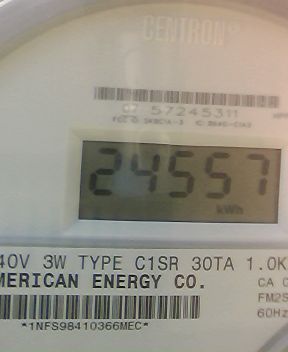 CENTRON®
57245311
24557
kWh
40V 3W TYPE C1SR 30TA 1.0K
MERICAN ENERGY CO.
CA 
FM2S
60Hz
*1NFS98410366MEC*